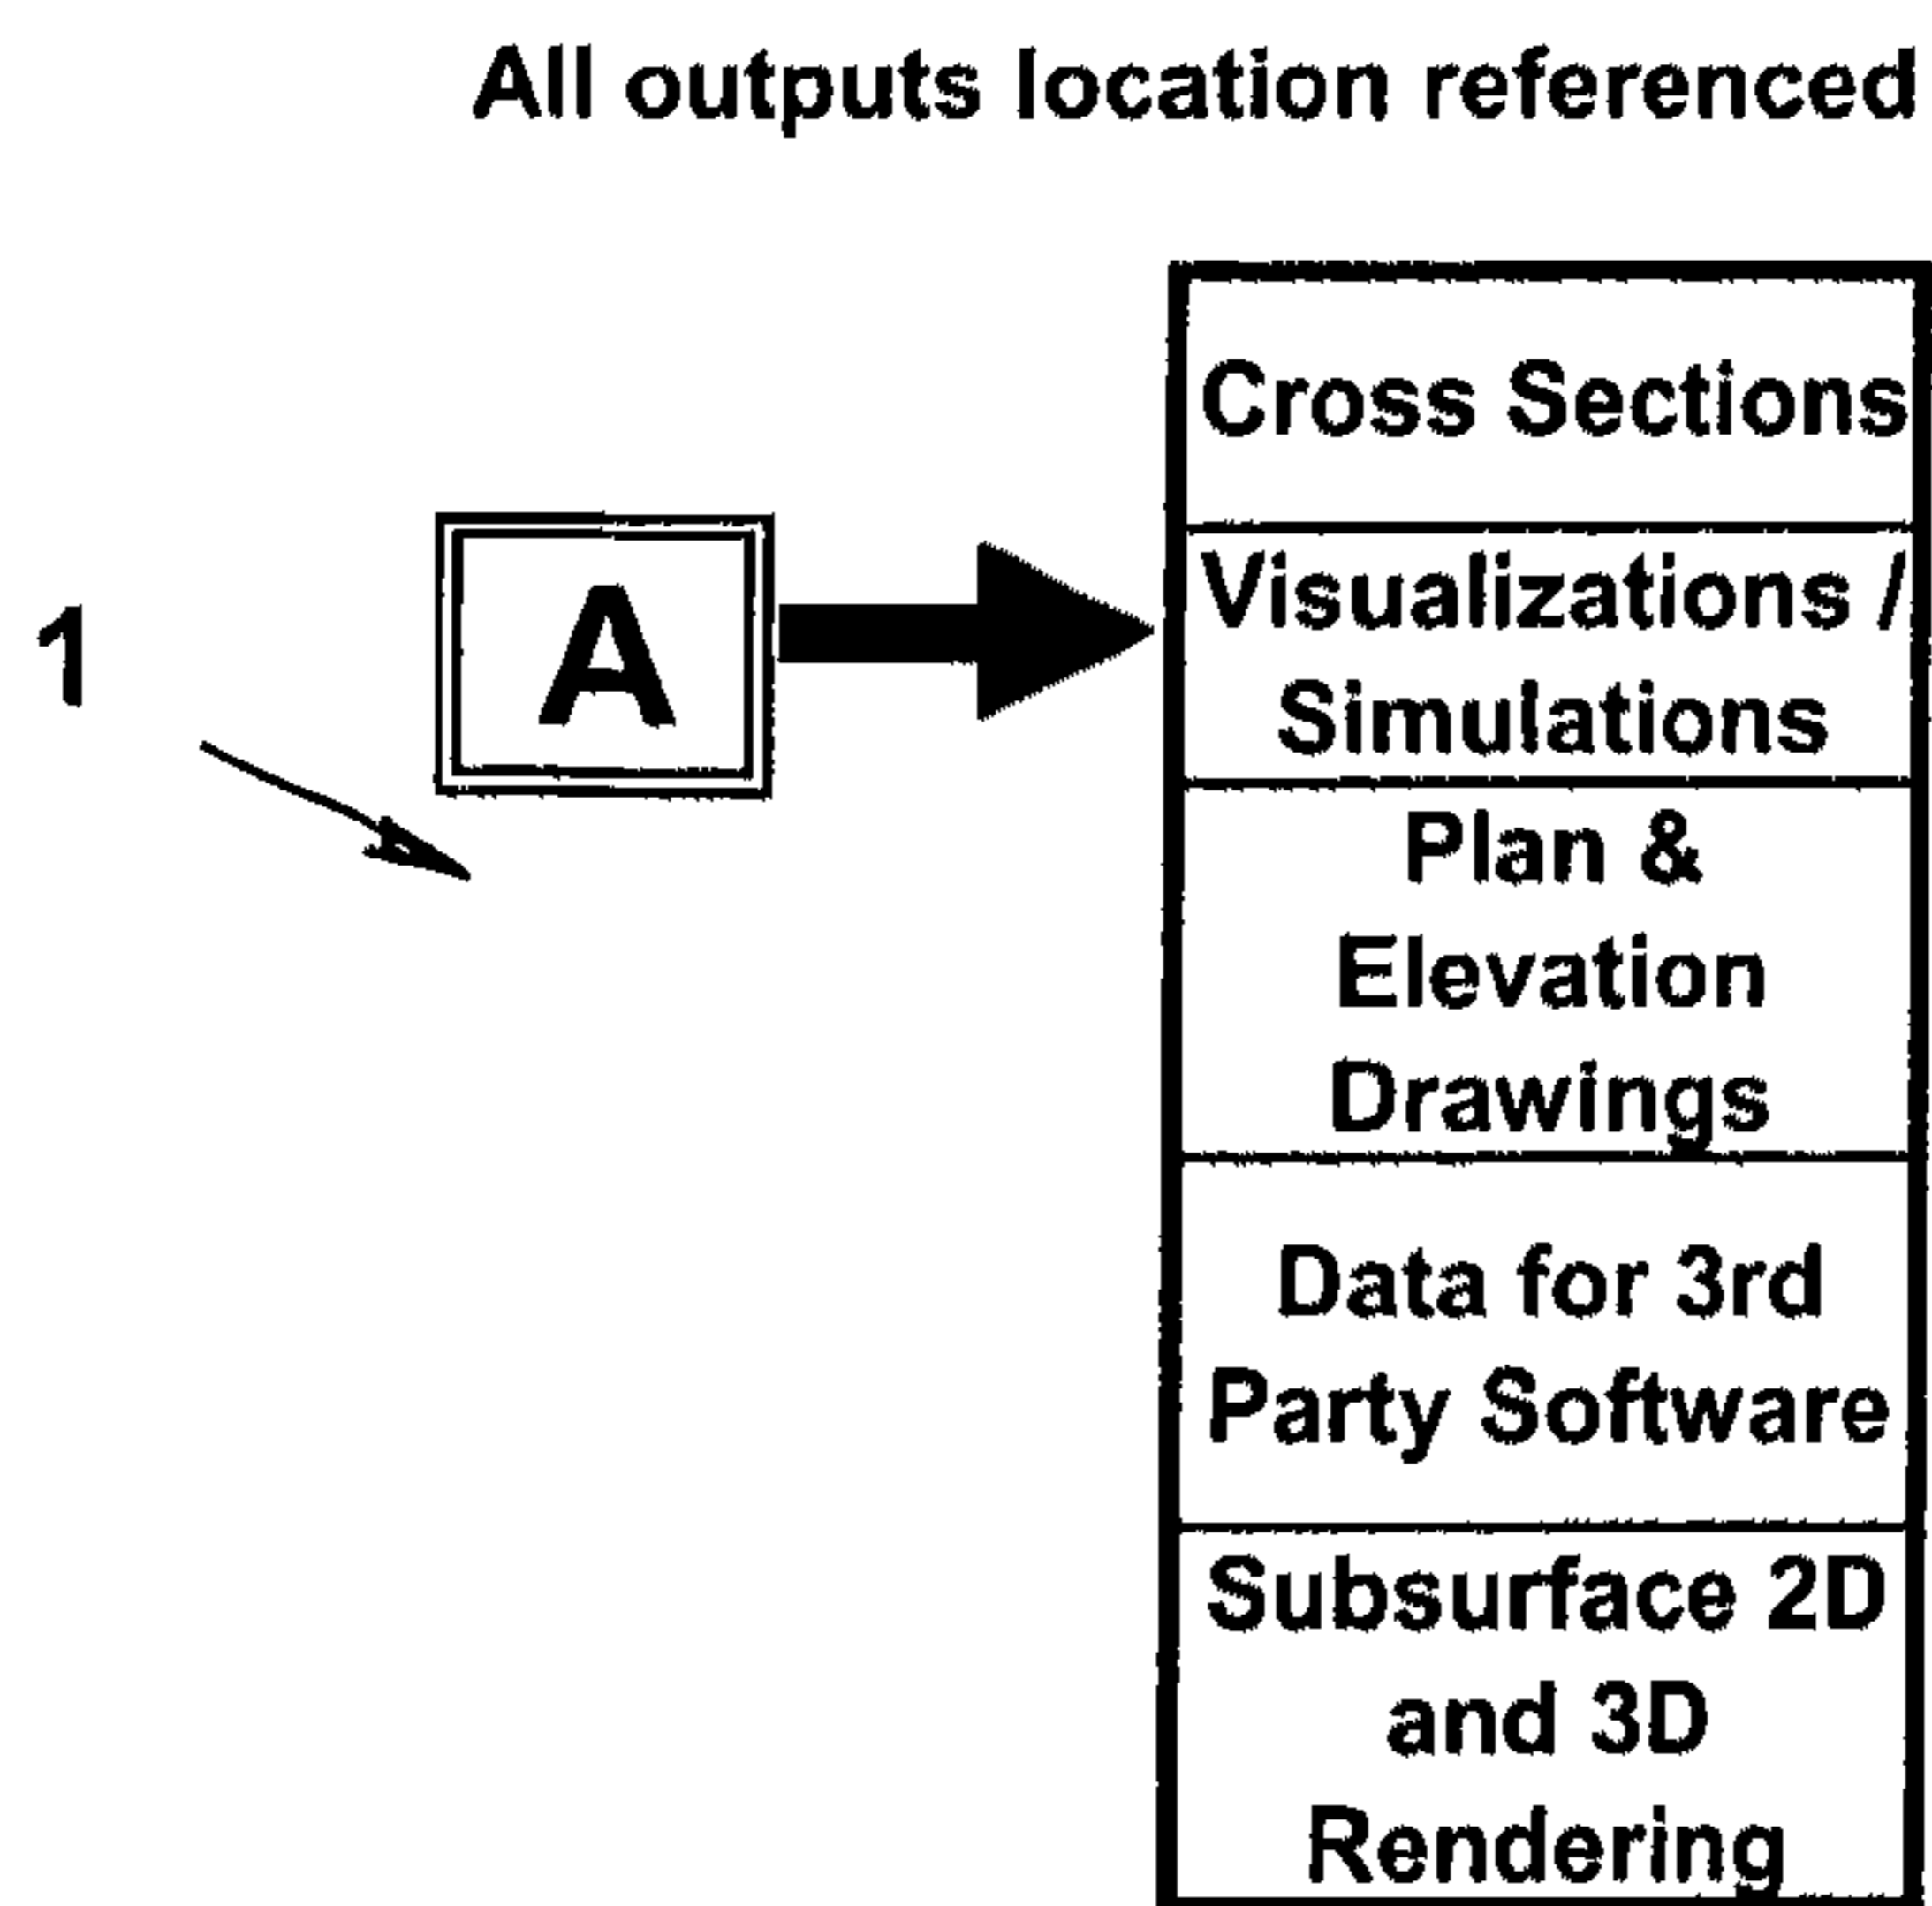 All outputs location referenced
Cross Sections
1
A
Visualizations /
Simulations
Plan &
Elevation
Drawings
Data for 3rd
Party Software
Subsurface 2D
and 3D
Rendering